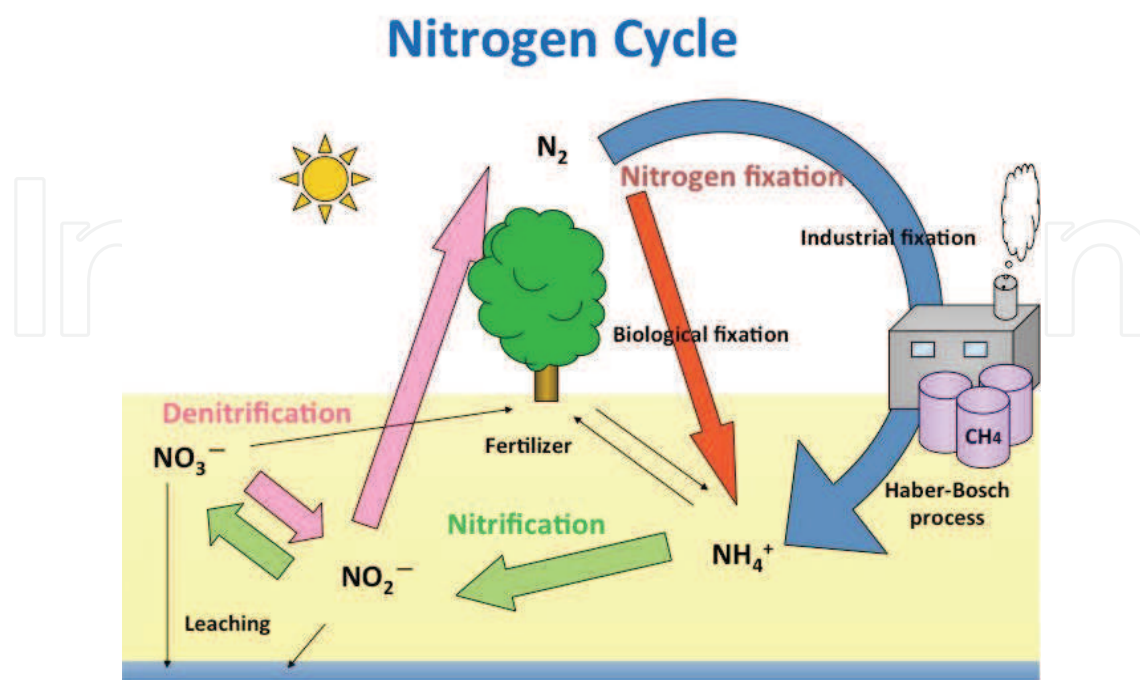 Nitrogen Cycle
N₂
Nitrogen fixation
Industrial fixation
Biological fixation
Denitrification
Fertilizer
NO₃⁻
CH4
Haber-Bosch
process
Nitrification
NH₄⁺
NO₂⁻
Leaching